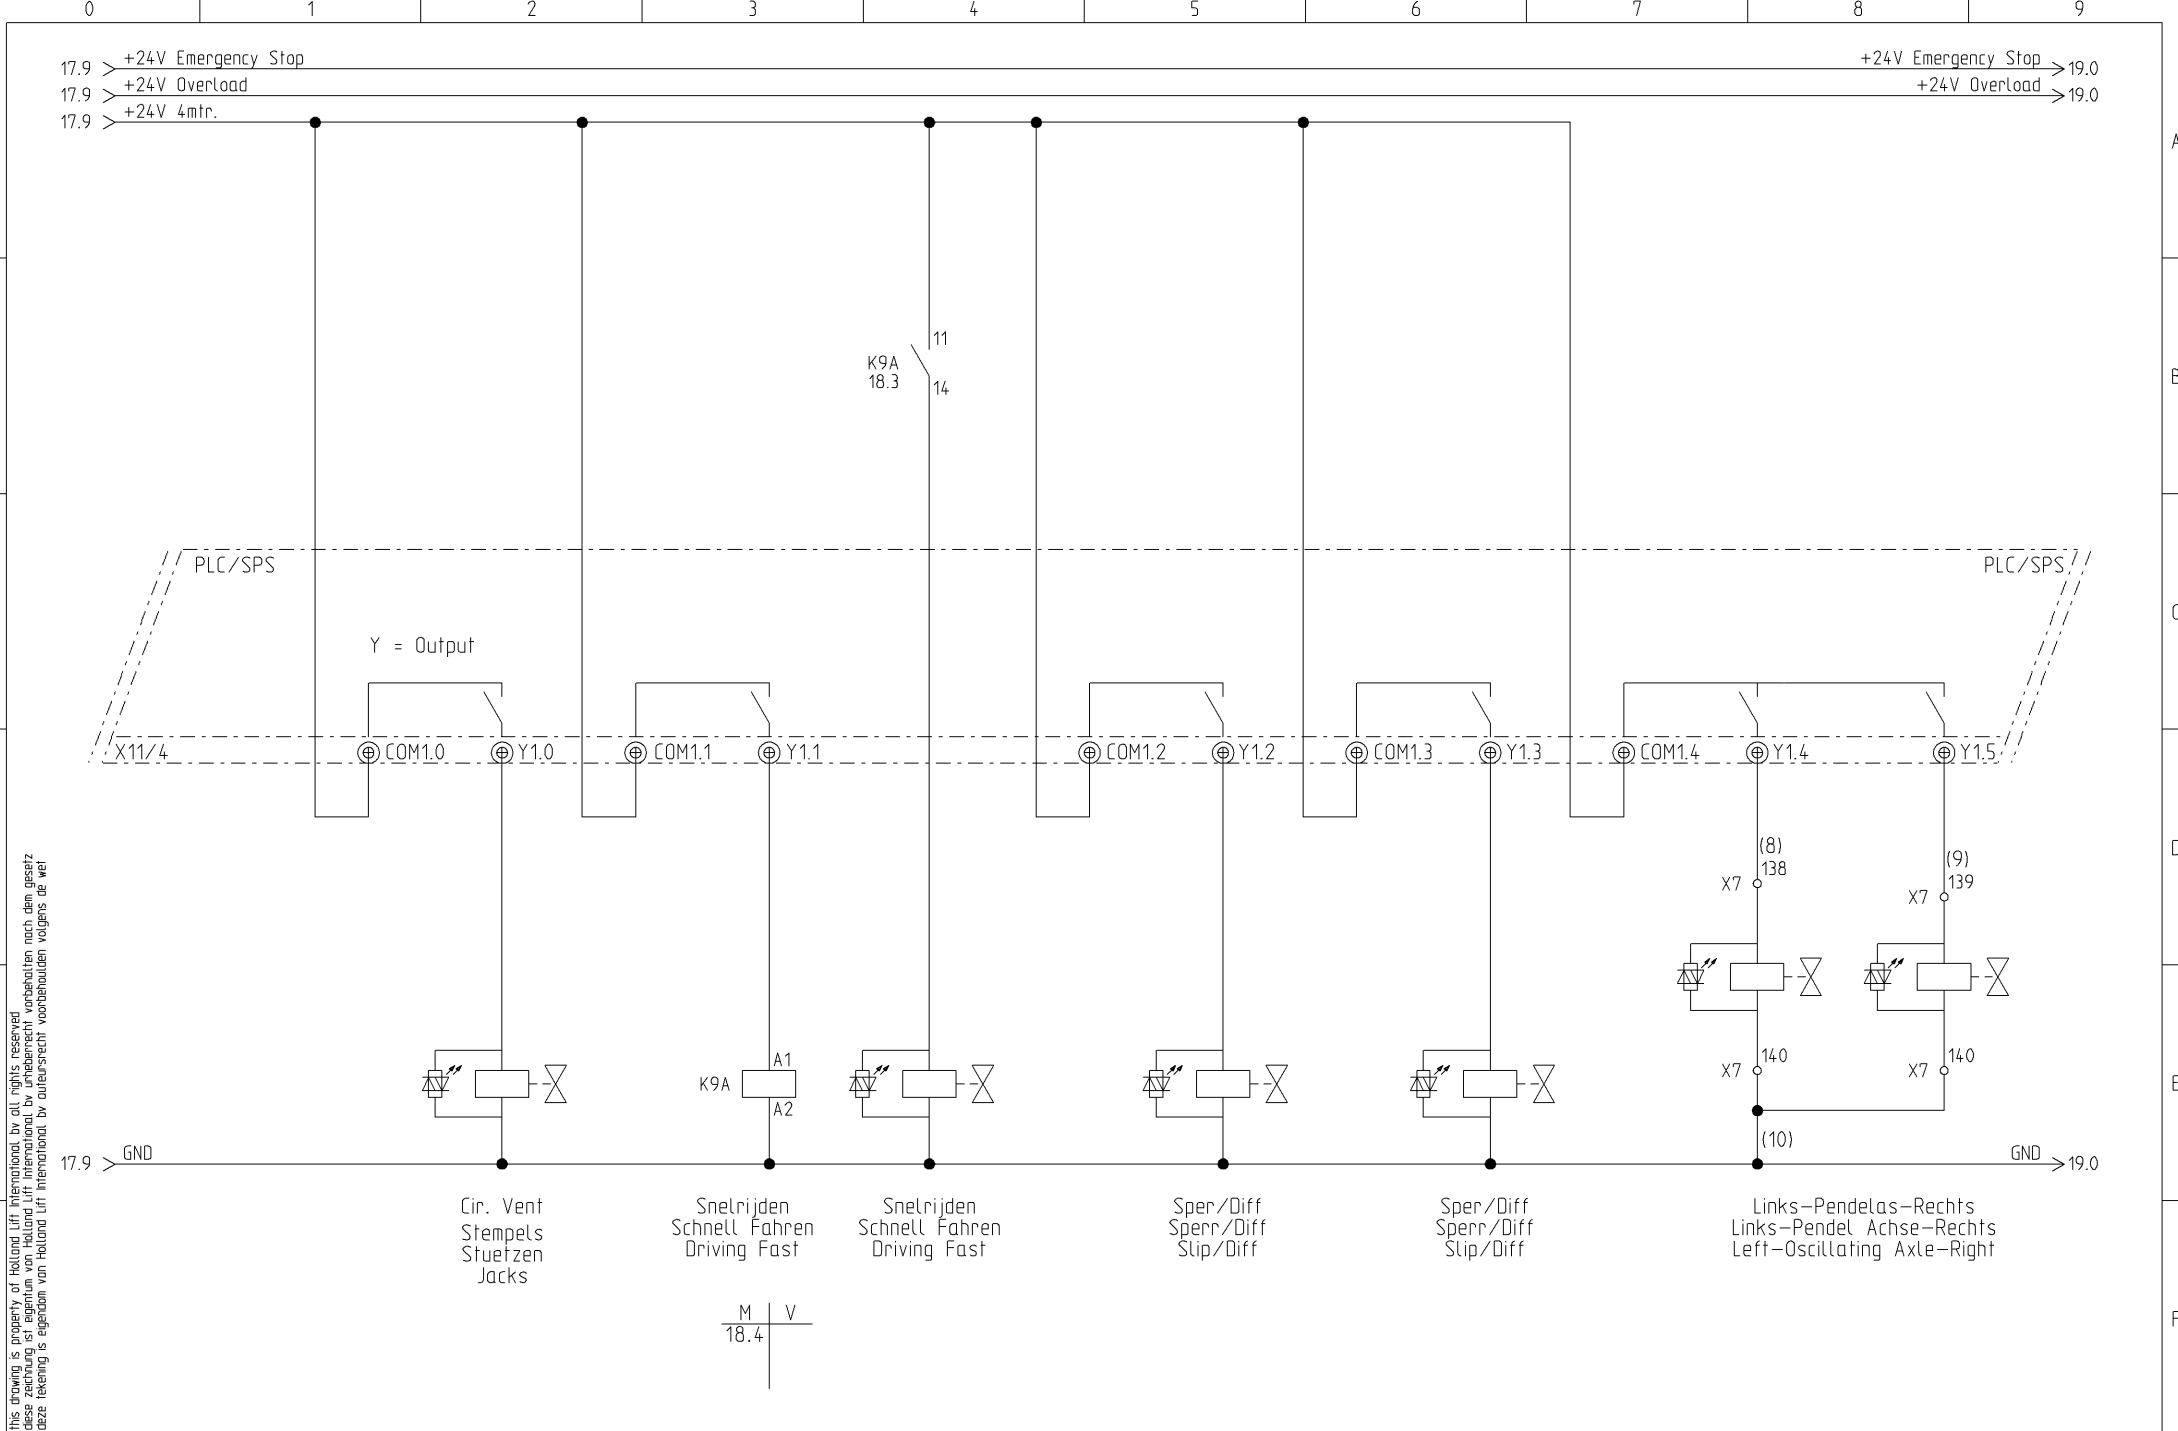 0 1 2 3 4 5 6 7 8 9
17.9 +24V Emergency Stop +24V Emergency Stop 19.0
17.9 +24V Overload +24V Overload 19.0
17.9 +24V 4mtr.
A
11
K9A
18.3
14
B
PLC/SPS PLC/SPS
C
Y = Output
X11/4 COM1.0 Y1.0 COM1.1 Y1.1 COM1.2 Y1.2 COM1.3 Y1.3 COM1.4 Y1.4 Y1.5
D
(8)
138
X7
(9)
139
X7
140
X7
140
X7
A1
K9A
A2
E
(10)
17.9 GND GND 19.0
Cir. Vent
Stempels
Stuetzen
Jacks
Snelrijden
Schnell Fahren
Driving Fast
Snelrijden
Schnell Fahren
Driving Fast
Sper/Diff
Sperr/Diff
Slip/Diff
Sper/Diff
Sperr/Diff
Slip/Diff
Links-Pendelas-Rechts
Links-Pendel Achse-Rechts
Left-Oscillating Axle-Right
M V
18.4
F
this drawing is property of Holland Lift International bv all rights reserved
diese zeichnung ist eigentum von Holland Lift International bv urheberrecht vorbehalten nach dem gesetz
deze tekening is eigendom van Holland Lift International bv auteursrecht voorbehoulden volgens de wet